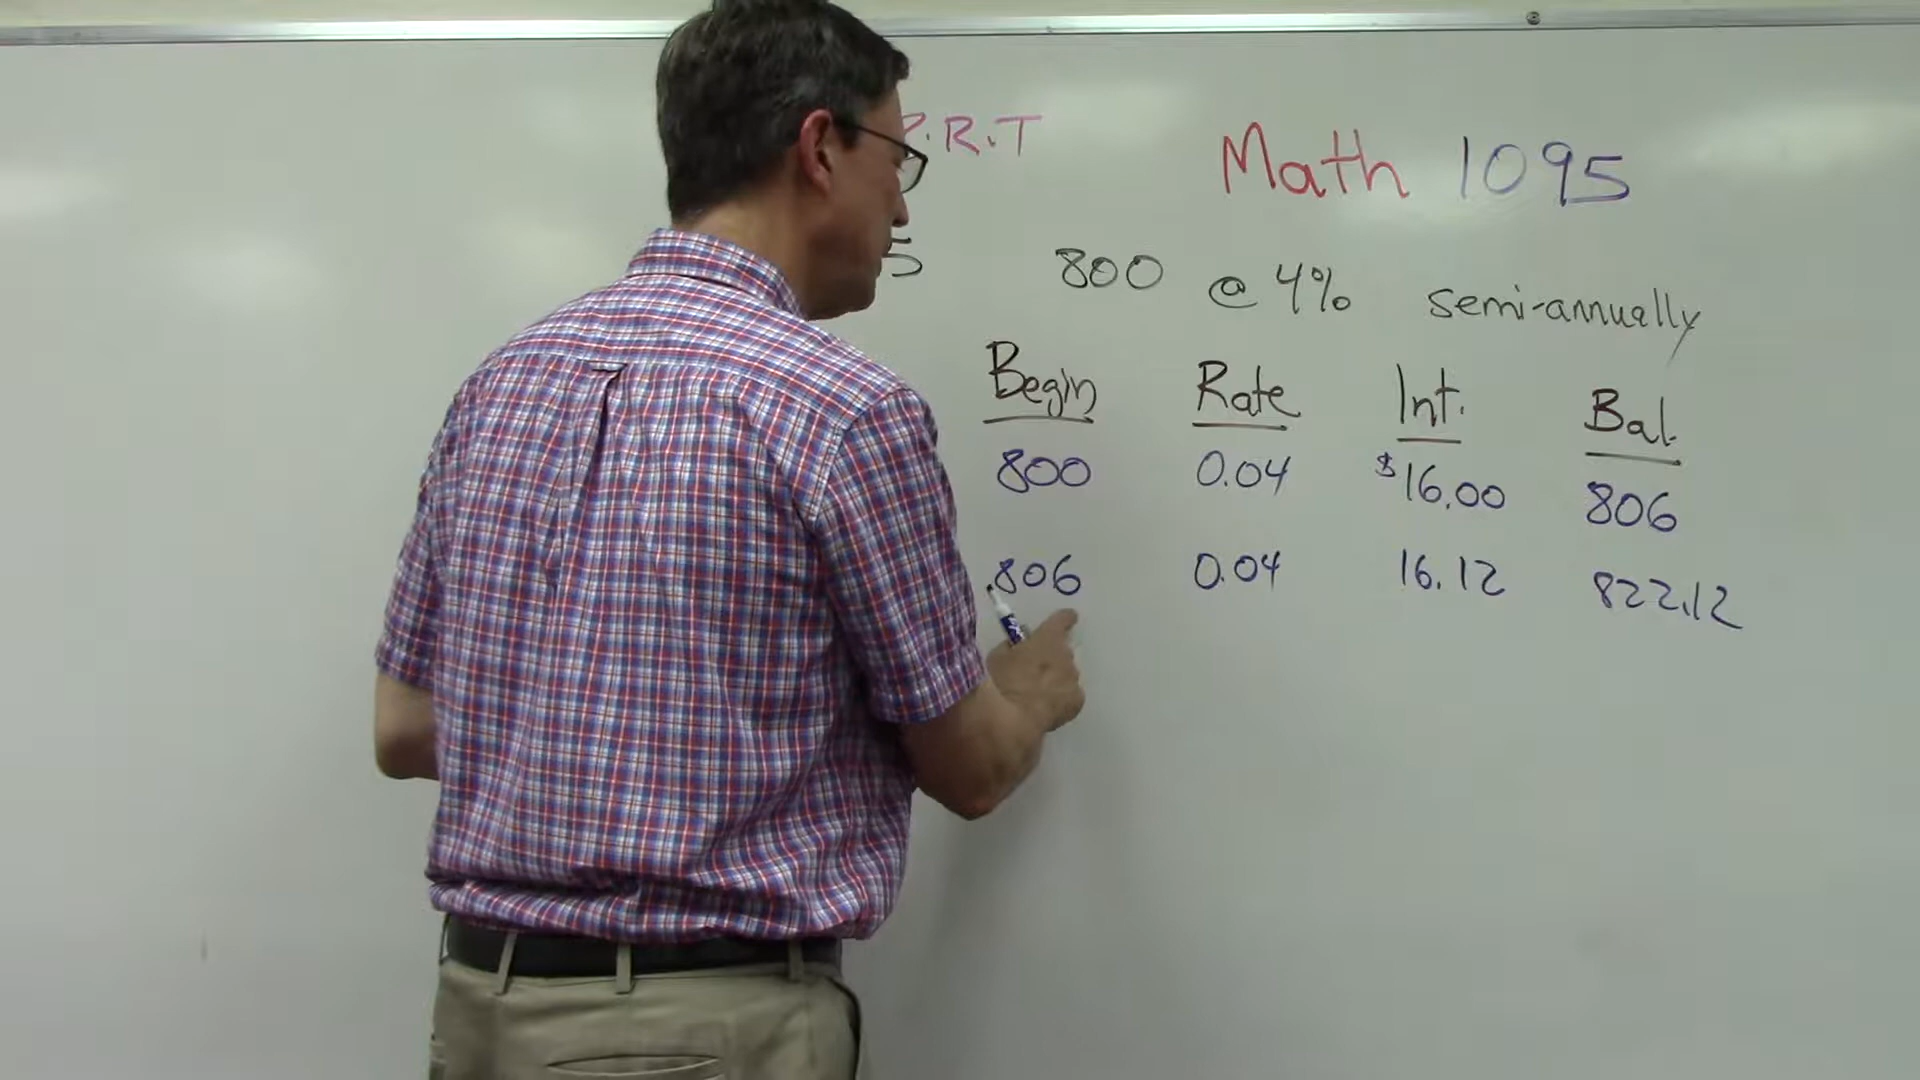 .R.T
Math 1095
5 800 @ 4% semi-annually
Begin Rate Int. Bal.
800 0.04 $16.00 806
806 0.04 16.12 822.12